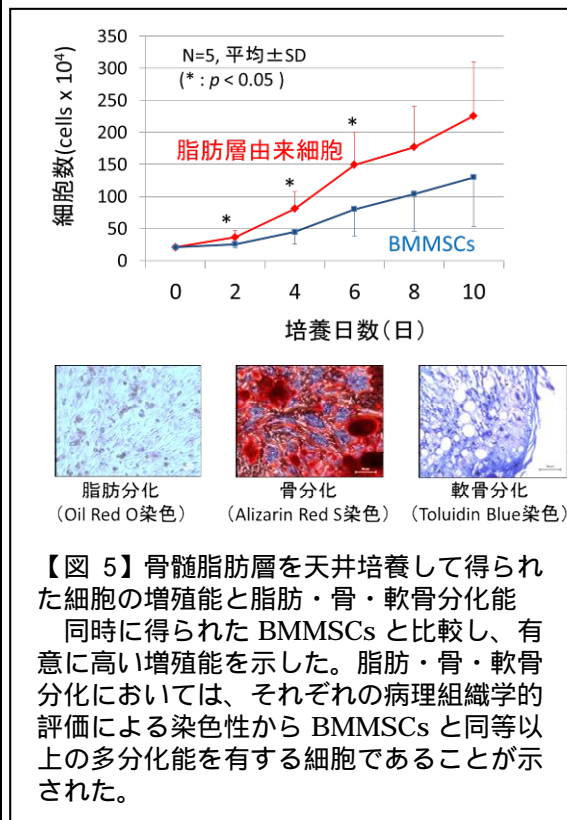 350
300
250
200
150
100
50
0
細胞数(cells x 10⁴)
N=5, 平均±SD
(* : p < 0.05 )
*
*
*
脂肪層由来細胞
BMMSCs
0 2 4 6 8 10
培養日数(日)
脂肪分化
(Oil Red O染色)
骨分化
(Alizarin Red S染色)
軟骨分化
(Toluidin Blue染色)
【図 5】骨髄脂肪層を天井培養して得られ
た細胞の増殖能と脂肪・骨・軟骨分化能
同時に得られた BMMSCs と比較し、有
意に高い増殖能を示した。脂肪・骨・軟骨
分化においては、それぞれの病理組織学的
評価による染色性から BMMSCs と同等以
上の多分化能を有する細胞であることが示
された。